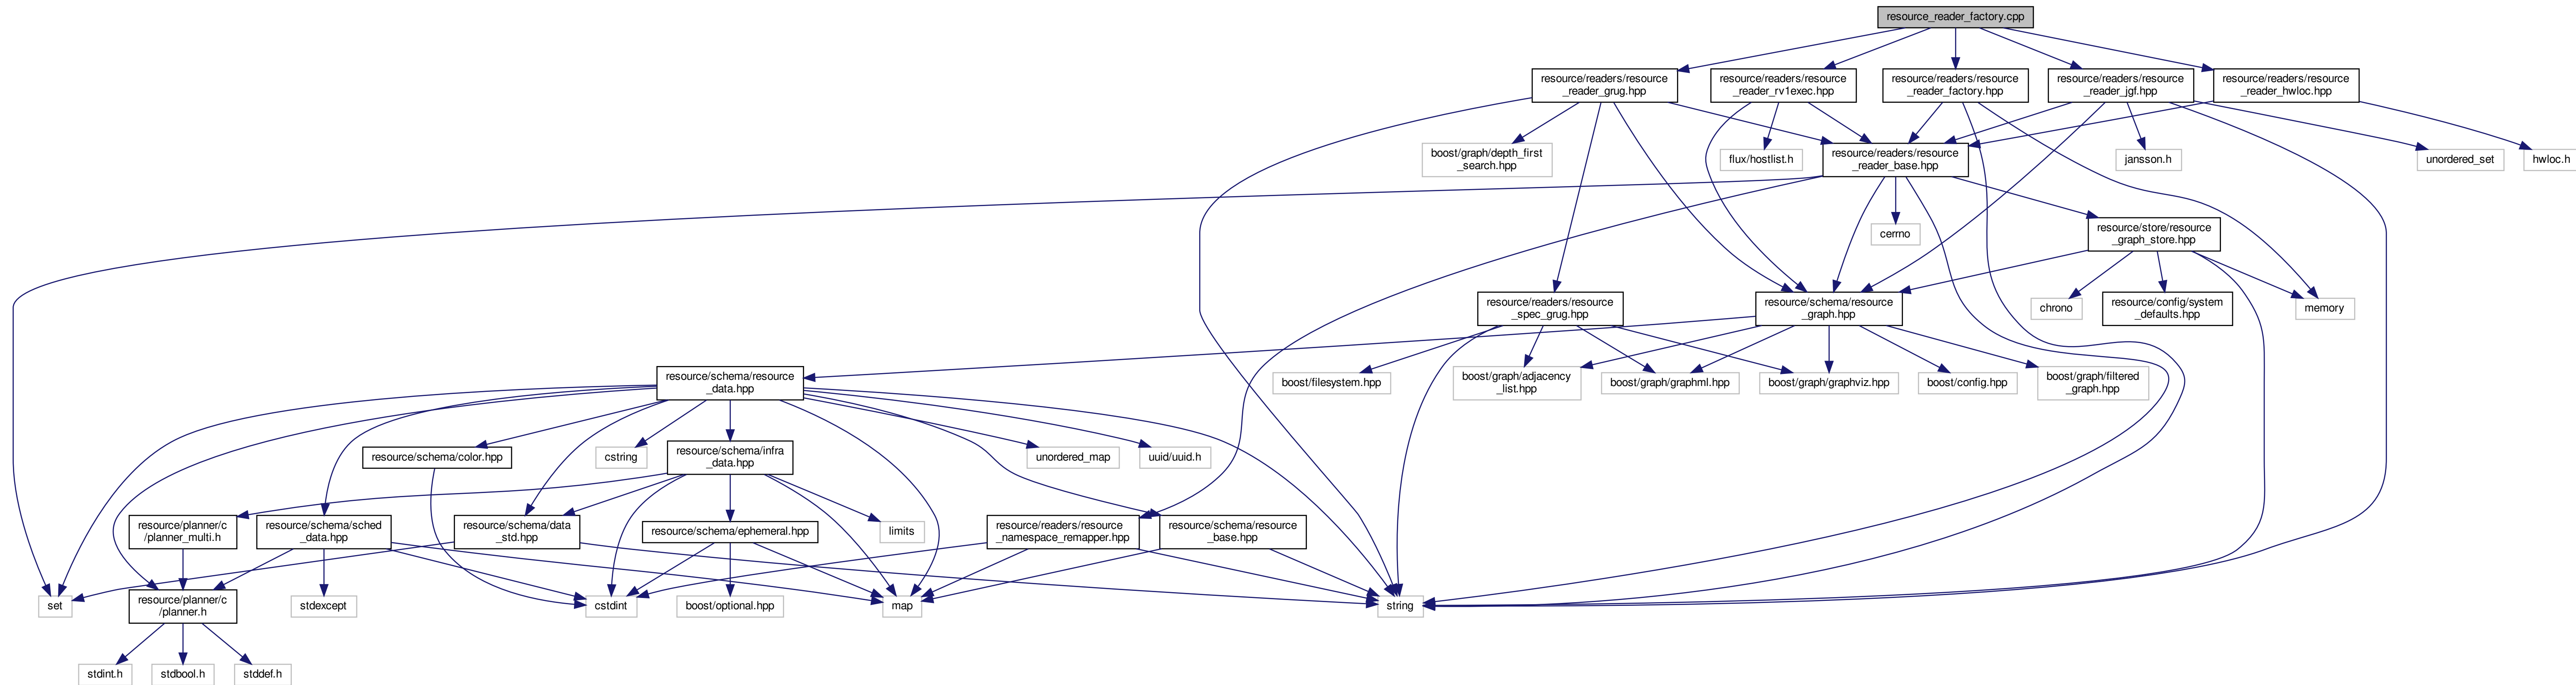 resource_reader_factory.cpp
resource/readers/resource
_reader_grug.hpp
resource/readers/resource
_reader_rv1exec.hpp
resource/readers/resource
_reader_factory.hpp
resource/readers/resource
_reader_jgf.hpp
resource/readers/resource
_reader_hwloc.hpp
boost/graph/depth_first
_search.hpp
flux/hostlist.h
resource/readers/resource
_reader_base.hpp
jansson.h
unordered_set
hwloc.h
cerrno
resource/store/resource
_graph_store.hpp
resource/readers/resource
_spec_grug.hpp
resource/schema/resource
_graph.hpp
chrono
resource/config/system
_defaults.hpp
memory
resource/schema/resource
_data.hpp
boost/filesystem.hpp
boost/graph/adjacency
_list.hpp
boost/graph/graphml.hpp
boost/graph/graphviz.hpp
boost/config.hpp
boost/graph/filtered
_graph.hpp
resource/schema/color.hpp
cstring
resource/schema/infra
_data.hpp
unordered_map
uuid/uuid.h
resource/planner/c
/planner_multi.h
resource/schema/sched
_data.hpp
resource/schema/data
_std.hpp
resource/schema/ephemeral.hpp
limits
resource/readers/resource
_namespace_remapper.hpp
resource/schema/resource
_base.hpp
set
resource/planner/c
/planner.h
stdexcept
cstdint
boost/optional.hpp
map
string
stdint.h
stdbool.h
stddef.h